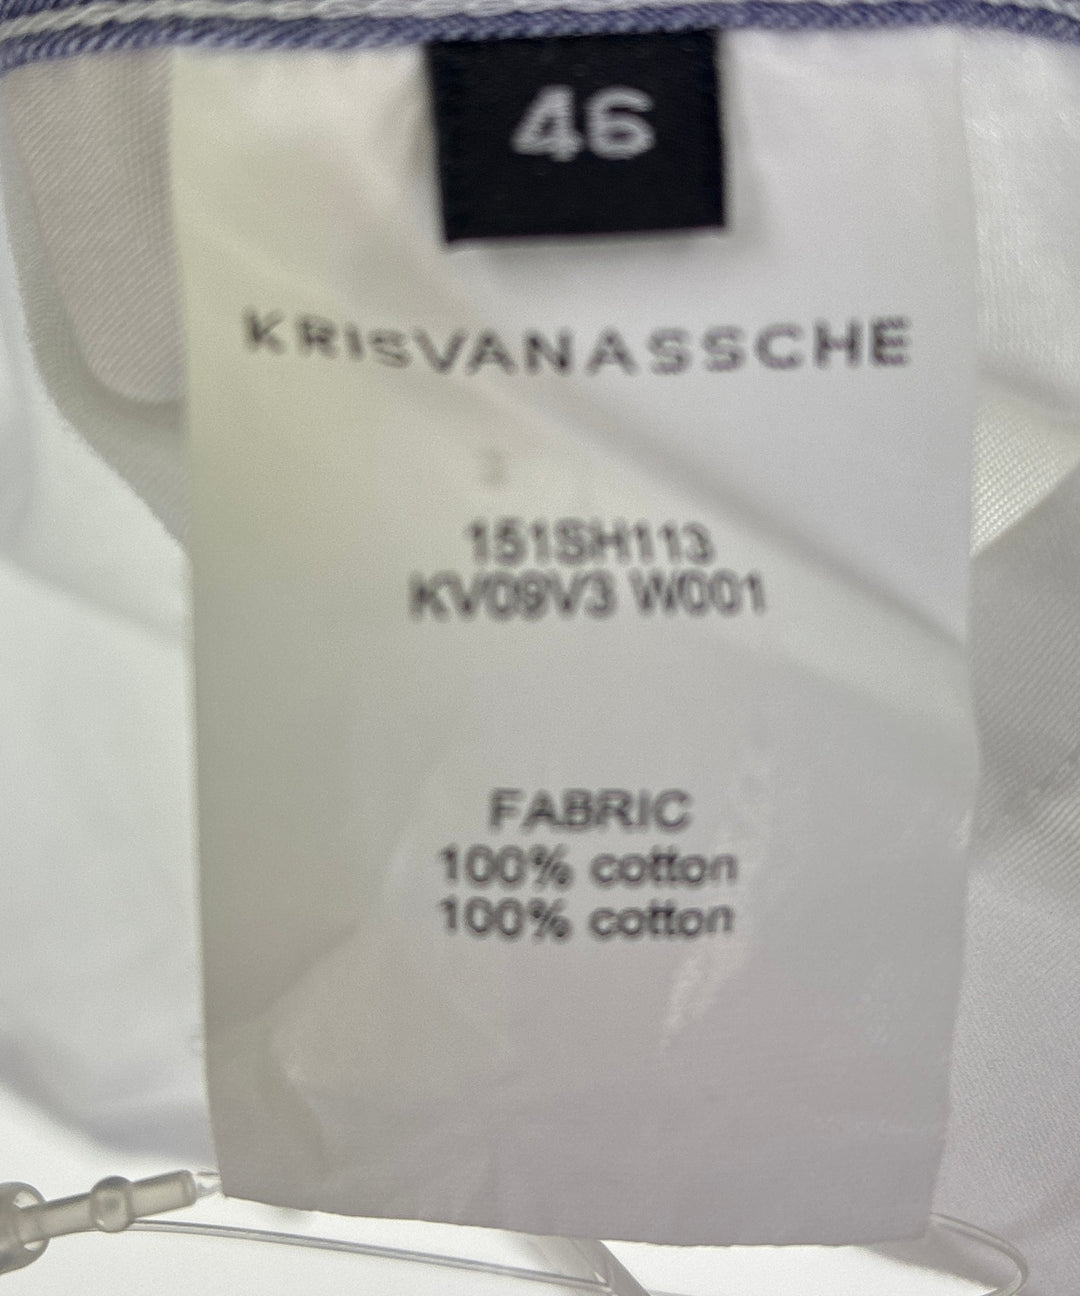 46
KRISVANASSCHE
151SH113
KV09V3 W001
FABRIC
100% cotton
100% cotton